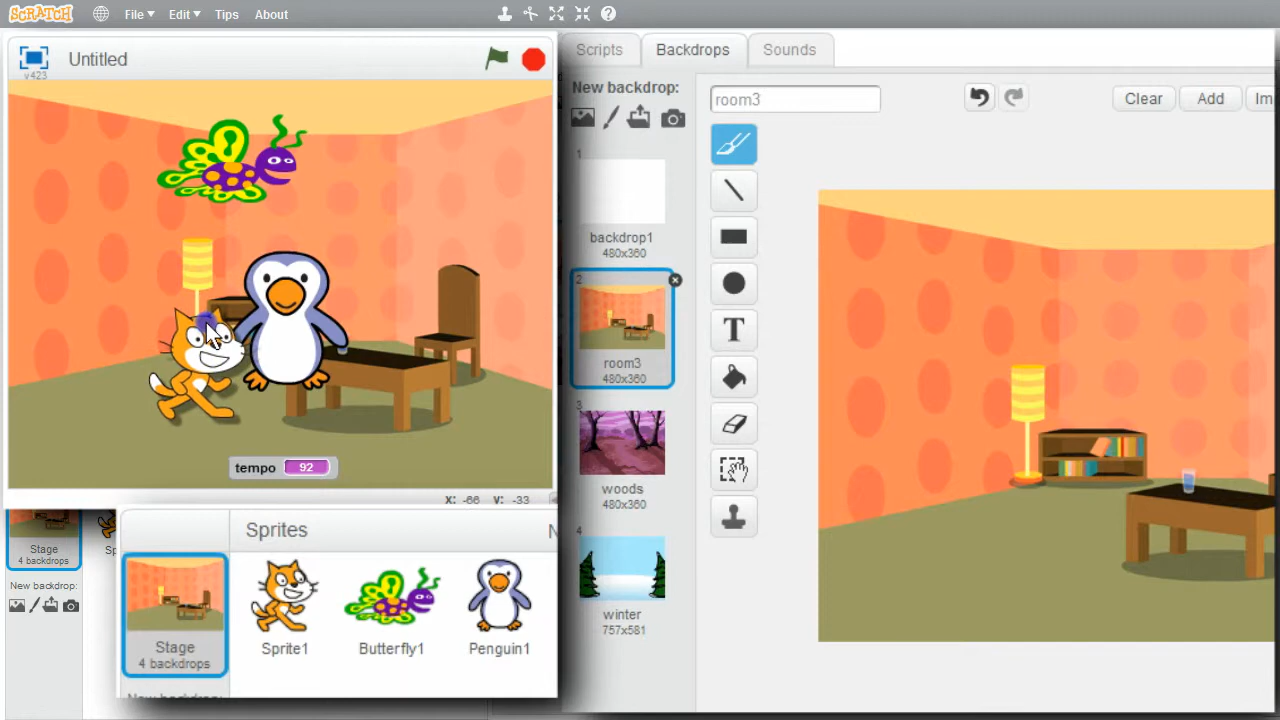 SCRATCH File Edit Tips About
Untitled
v423
tempo 92
X: -66 Y: -33
Sprites
Stage
4 backdrops
Sprite1
Butterfly1
Penguin1
Stage
4 backdrops
New backdrop:
Scripts Backdrops Sounds
New backdrop:
room3
Clear Add
1
backdrop1
480x360
2
room3
480x360
3
woods
480x360
4
winter
757x581